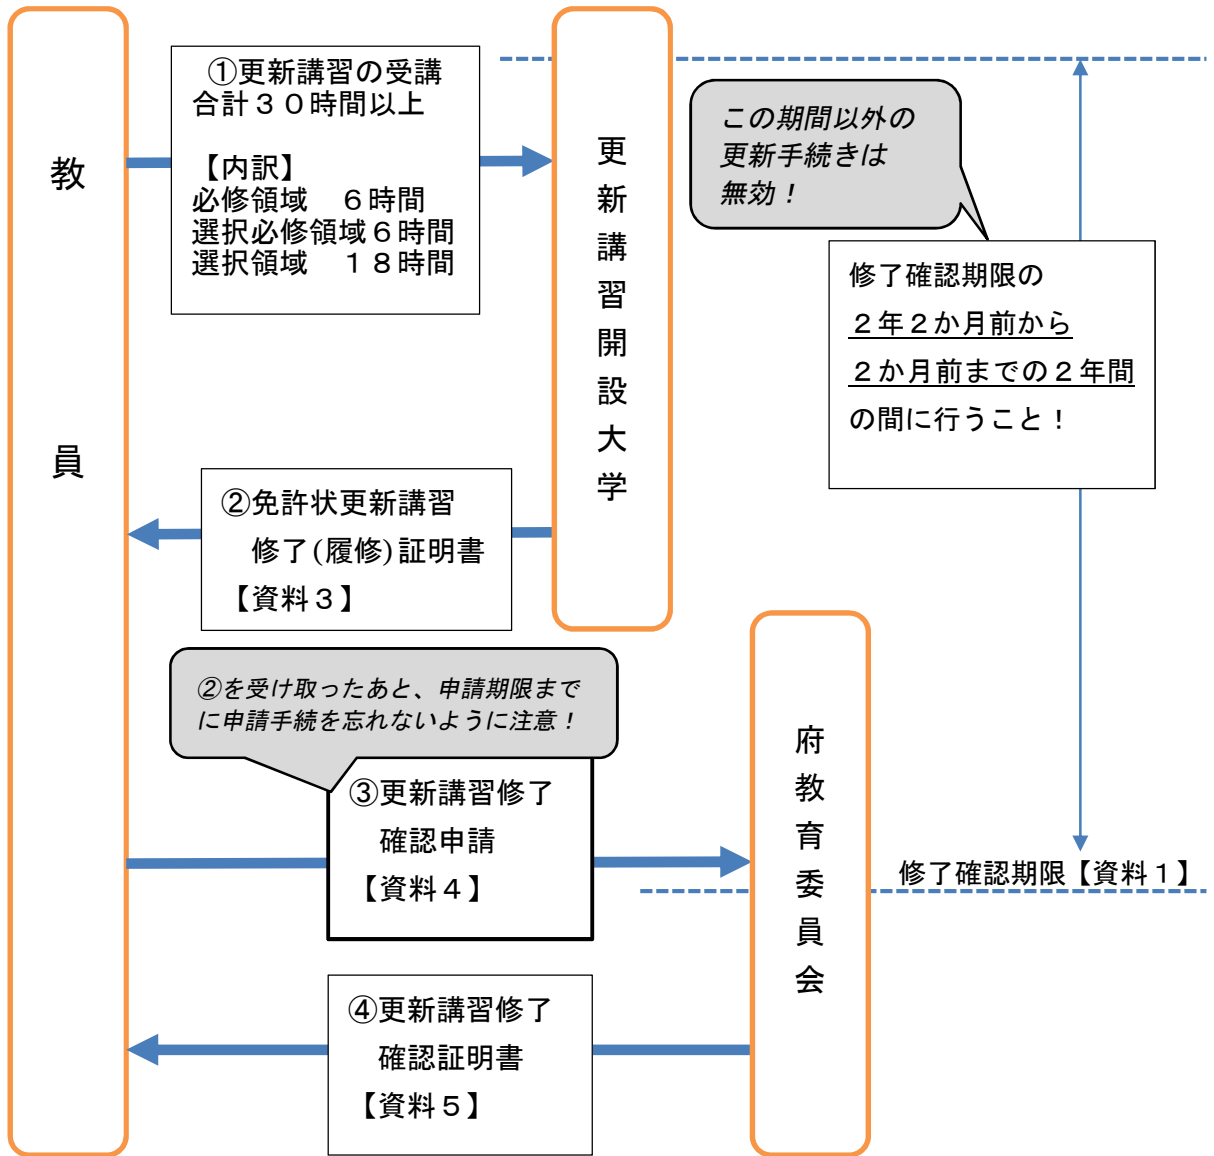 教員
①更新講習の受講
合計３０時間以上
【内訳】
必修領域　６時間
選択必修領域６時間
選択領域　１８時間
更新講習開設大学
この期間以外の
更新手続きは
無効！
修了確認期限の
２年２か月前から
２か月前までの２年間
の間に行うこと！
②免許状更新講習
修了(履修)証明書
【資料３】
②を受け取ったあと、申請期限まで
に申請手続を忘れないように注意！
③更新講習修了
確認申請
【資料４】
府教育委員会
修了確認期限【資料１】
④更新講習修了
確認証明書
【資料５】